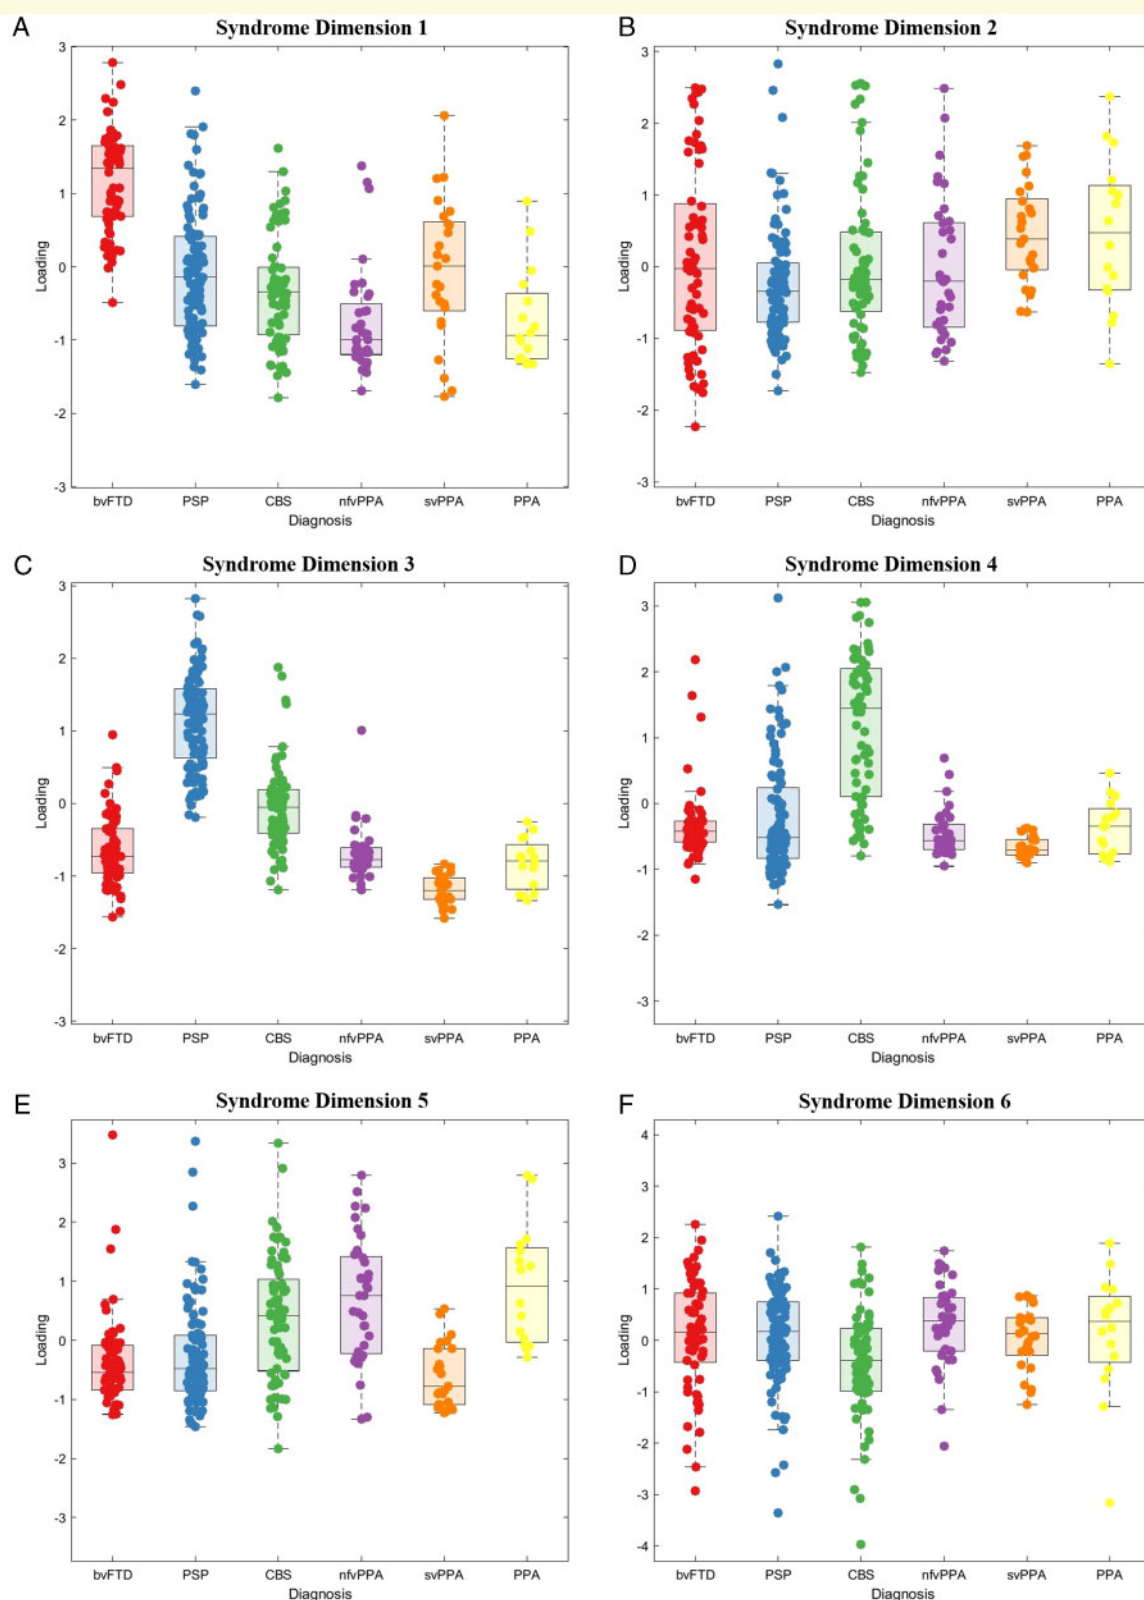 A
Syndrome Dimension 1
3
2
1
0
-1
-2
-3
Loading
bvFTD PSP CBS nfvPPA svPPA PPA
Diagnosis
B
Syndrome Dimension 2
3
2
1
0
-1
-2
-3
Loading
bvFTD PSP CBS nfvPPA svPPA PPA
Diagnosis
C
Syndrome Dimension 3
3
2
1
0
-1
-2
-3
Loading
bvFTD PSP CBS nfvPPA svPPA PPA
Diagnosis
D
Syndrome Dimension 4
3
2
1
0
-1
-2
-3
Loading
bvFTD PSP CBS nfvPPA svPPA PPA
Diagnosis
E
Syndrome Dimension 5
3
2
1
0
-1
-2
-3
Loading
bvFTD PSP CBS nfvPPA svPPA PPA
Diagnosis
F
Syndrome Dimension 6
4
3
2
1
0
-1
-2
-3
-4
Loading
bvFTD PSP CBS nfvPPA svPPA PPA
Diagnosis